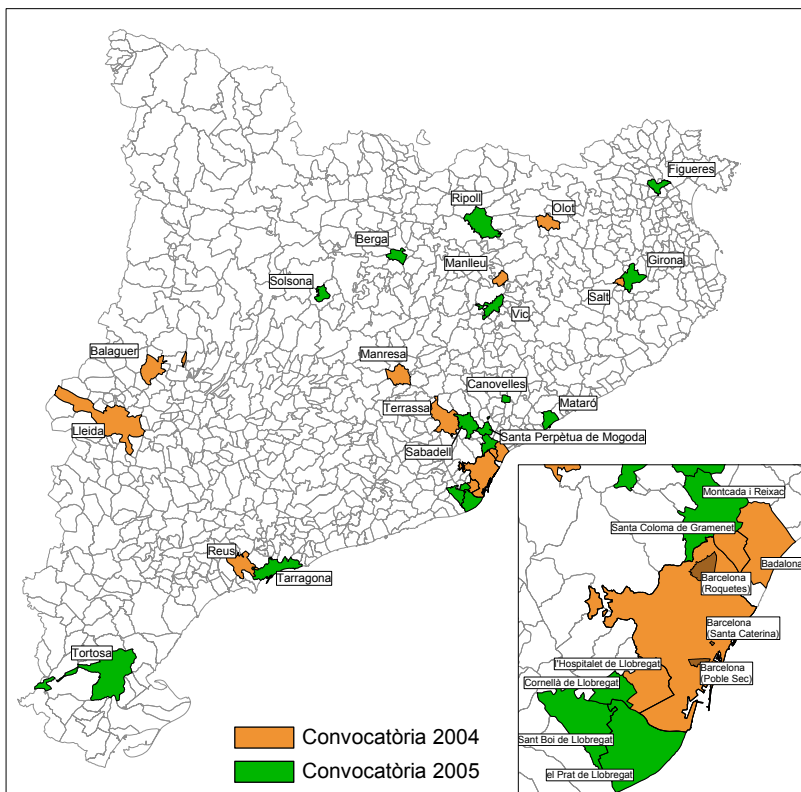 Figueres
Ripoll
Olot
Berga
Manlleu
Girona
Solsona
Salt
Vic
Balaguer
Manresa
Canovelles
Mataró
Terrassa
Lleida
Santa Perpètua de Mogoda
Sabadell
Montcada i Reixac
Santa Coloma de Gramenet
Badalona
Barcelona
(Roquetes)
Reus
Tarragona
Barcelona
(Santa Caterina)
Tortosa
l'Hospitalet de Llobregat
Barcelona
(Poble Sec)
Cornellà de Llobregat
Convocatòria 2004
Sant Boi de Llobregat
Convocatòria 2005
el Prat de Llobregat